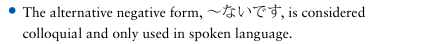 • The alternative negative form, 〜ないです, is considered
colloquial and only used in spoken language.